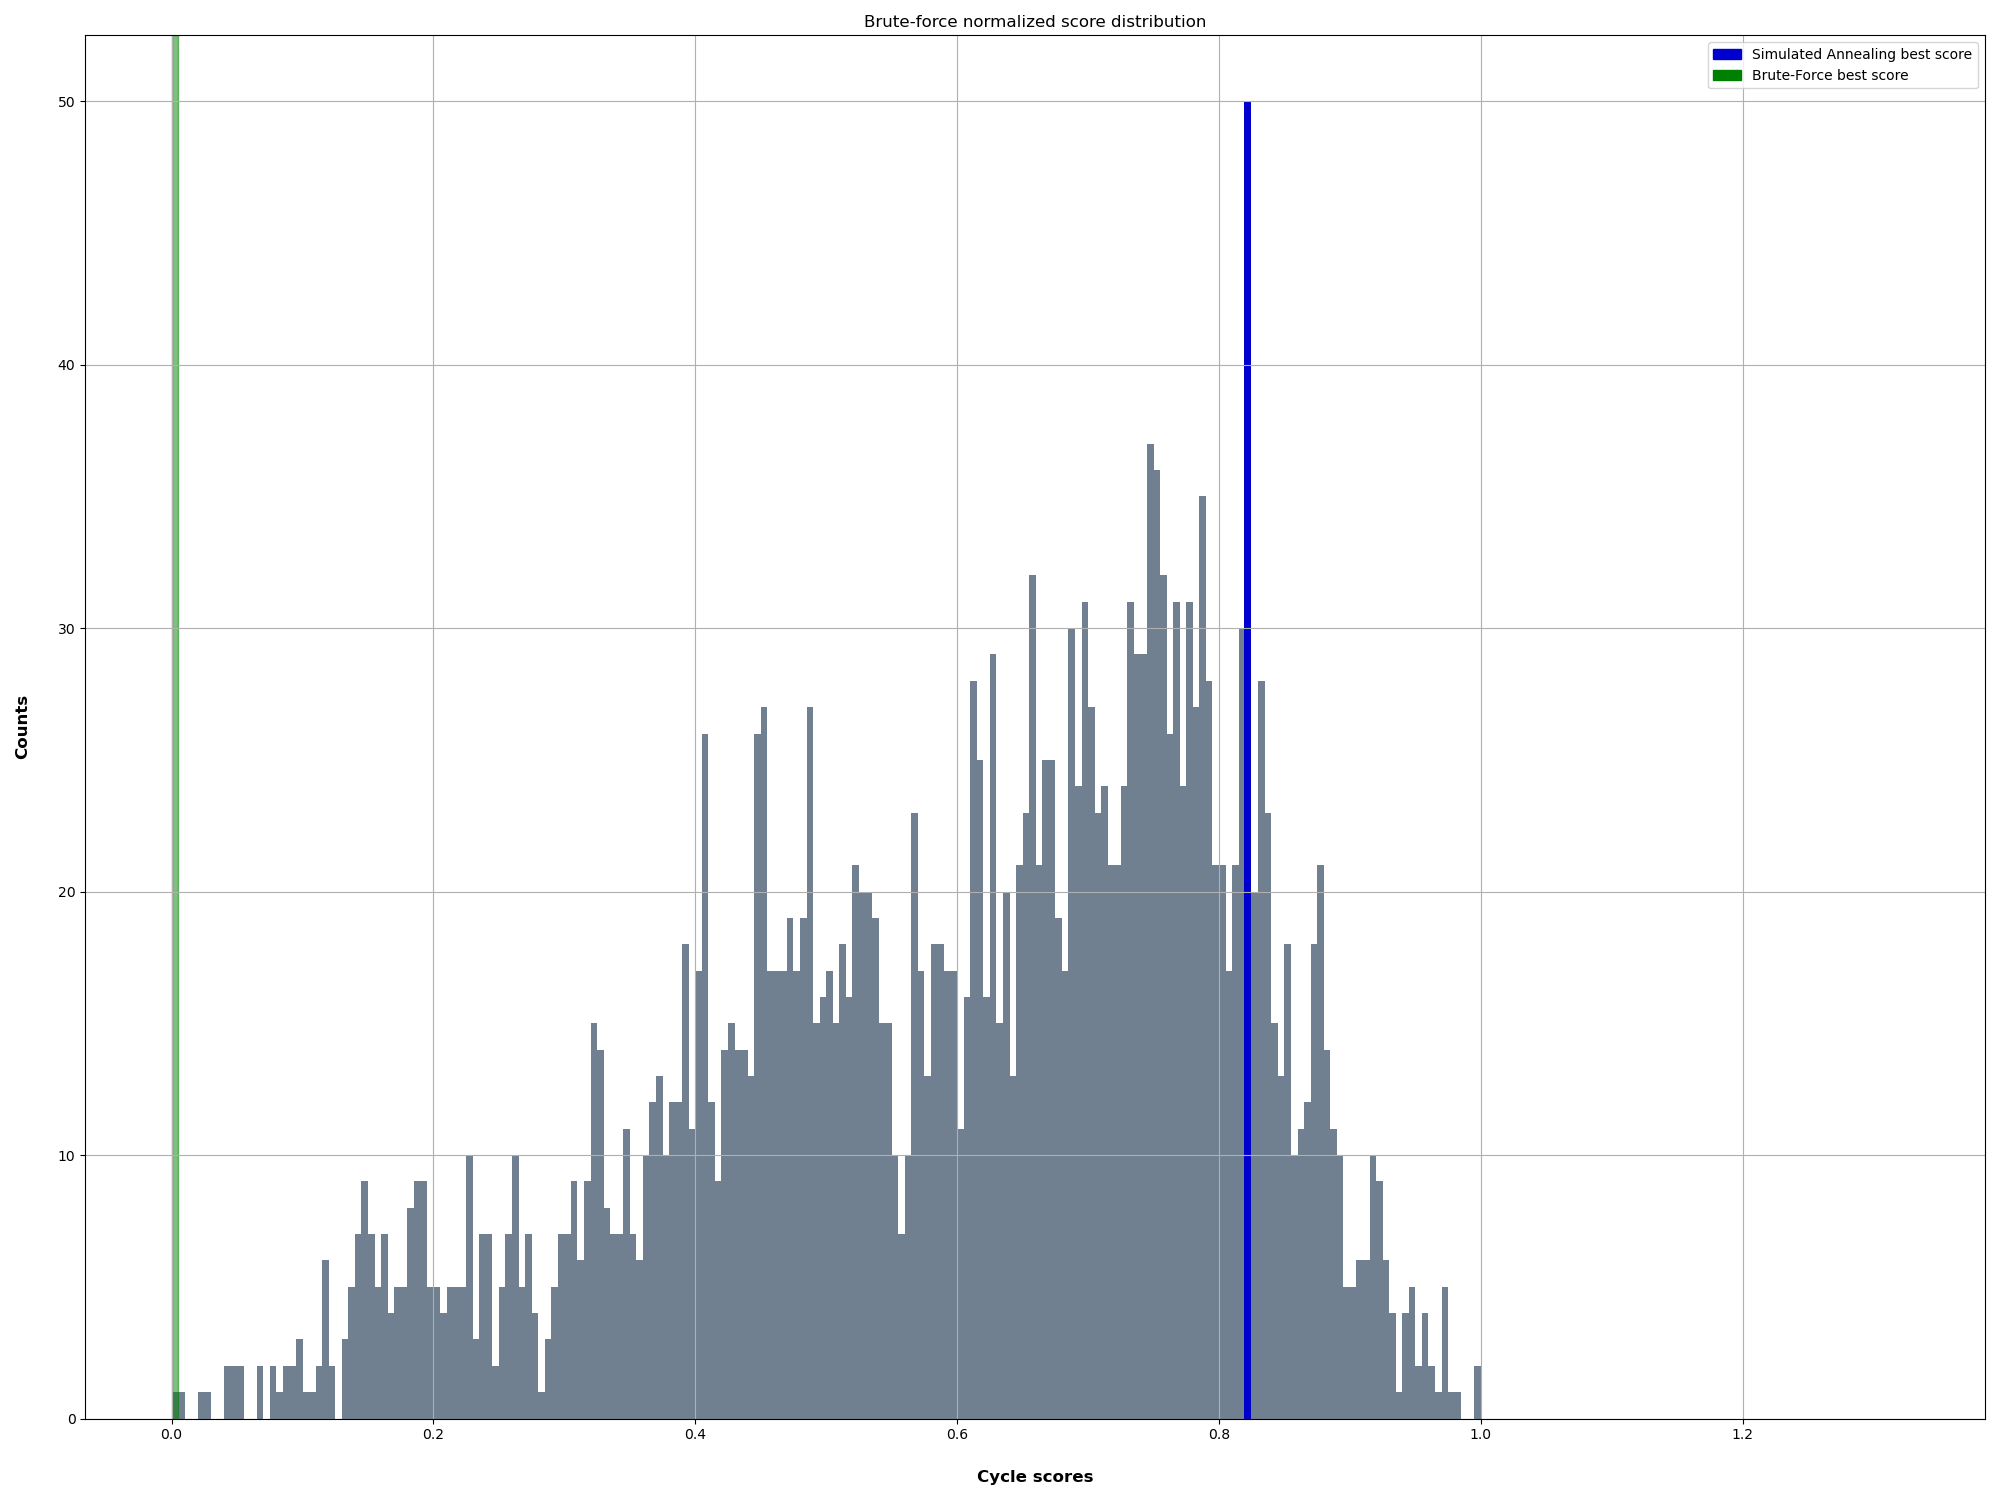 Brute-force normalized score distribution
Simulated Annealing best score
Brute-Force best score
50
40
30
20
10
0
Counts
0.0 0.2 0.4 0.6 0.8 1.0 1.2
Cycle scores